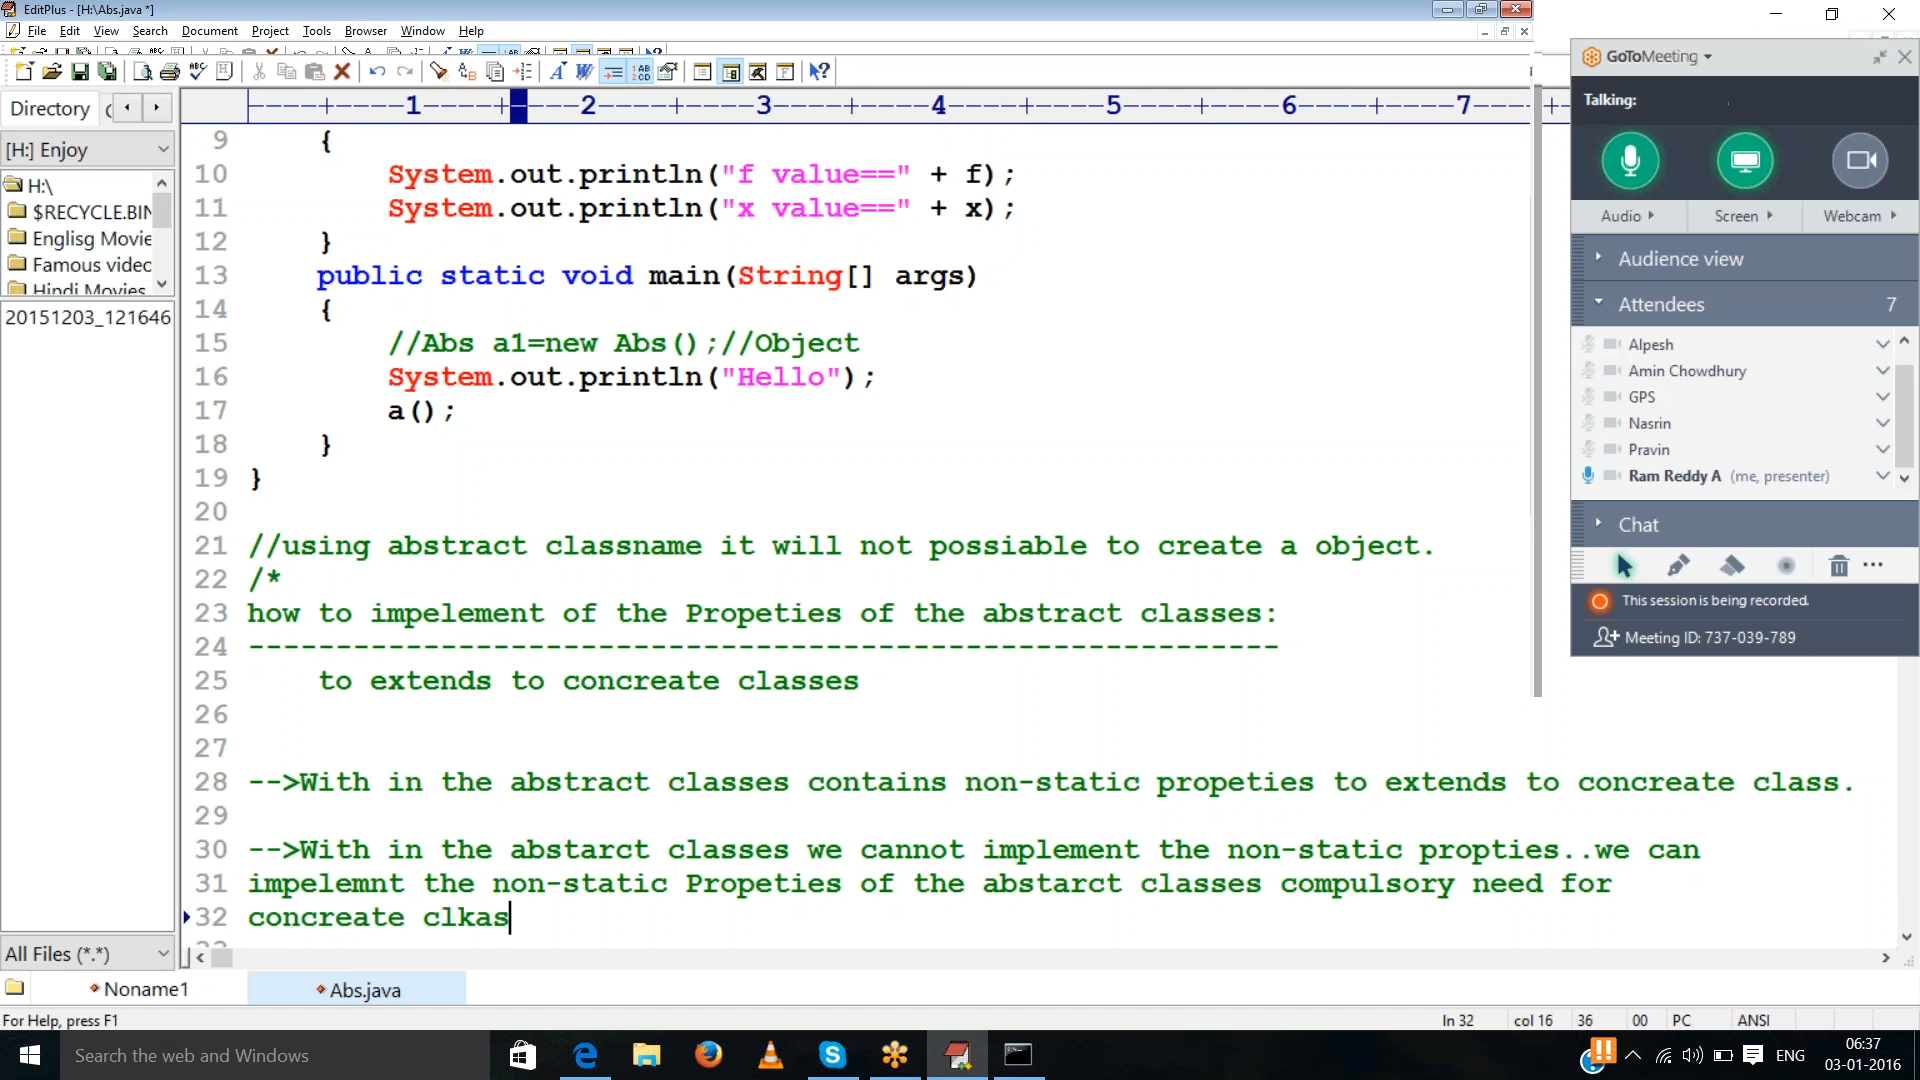 EditPlus - [H:\Abs.java *]
File Edit View Search Document Project Tools Browser Window Help
Directory
[H:] Enjoy
H:\
$RECYCLE.BIN
Englisg Movie
Famous videc
Hindi Movies
20151203_121646
All Files (*.*)
----+----1----+----2----+----3----+----4----+----5----+----6----+----7----+
9 {
10 System.out.println("f value==" + f);
11 System.out.println("x value==" + x);
12 }
13 public static void main(String[] args)
14 {
15 //Abs a1=new Abs();//Object
16 System.out.println("Hello");
17 a();
18 }
19 }
20
21 //using abstract classname it will not possiable to create a object.
22 /*
23 how to impelement of the Propeties of the abstract classes:
24 -----------------------------------------------------------
25 to extends to concreate classes
26
27
28 -->With in the abstract classes contains non-static propeties to extends to concreate class.
29
30 -->With in the abstarct classes we cannot implement the non-static propties..we can
31 impelemnt the non-static Propeties of the abstarct classes compulsory need for
32 concreate clkas
Noname1 Abs.java
For Help, press F1 ln 32 col 16 36 00 PC ANSI
GoToMeeting
Talking:
Audio Screen Webcam
Audience view
Attendees 7
Alpesh
Amin Chowdhury
GPS
Nasrin
Pravin
Ram Reddy A (me, presenter)
Chat
This session is being recorded.
Meeting ID: 737-039-789
Search the web and Windows
ENG
06:37
03-01-2016